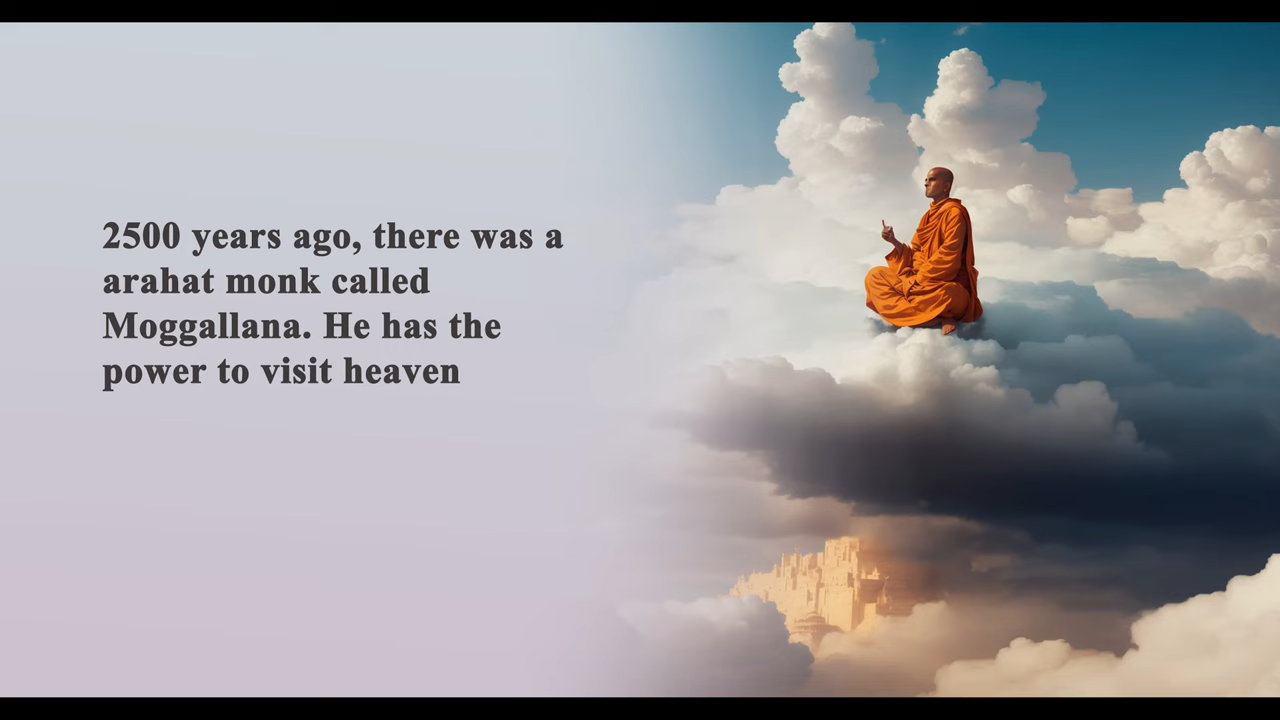 2500 years ago, there was a
arahat monk called
Moggallana. He has the
power to visit heaven